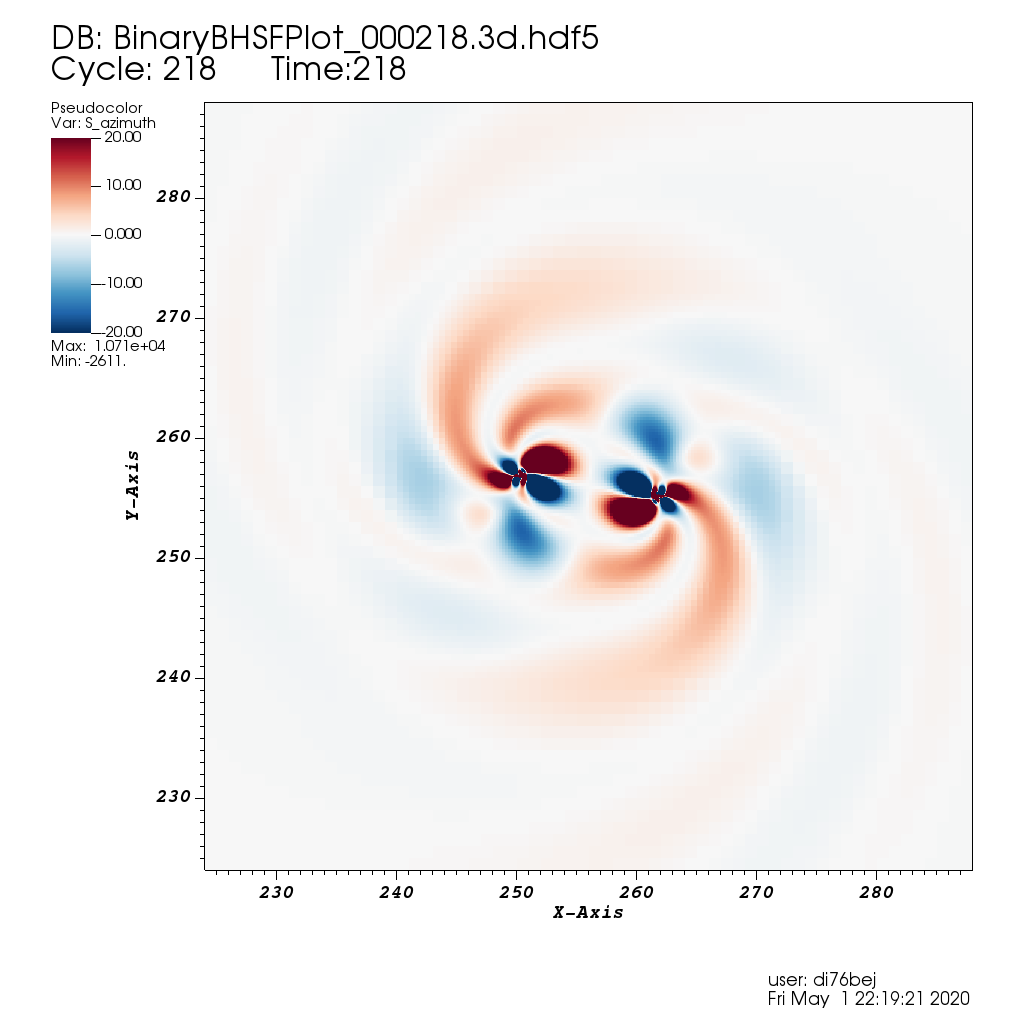 DB: BinaryBHSFPlot_000218.3d.hdf5
Cycle: 218 Time:218
Pseudocolor
Var: S_azimuth
20.00
10.00
0.000
-10.00
-20.00
Max: 1.071e+04
Min: -2611.
280
270
260
250
240
230
Y-Axis
230 240 250 260 270 280
X-Axis
user: di76bej
Fri May 1 22:19:21 2020